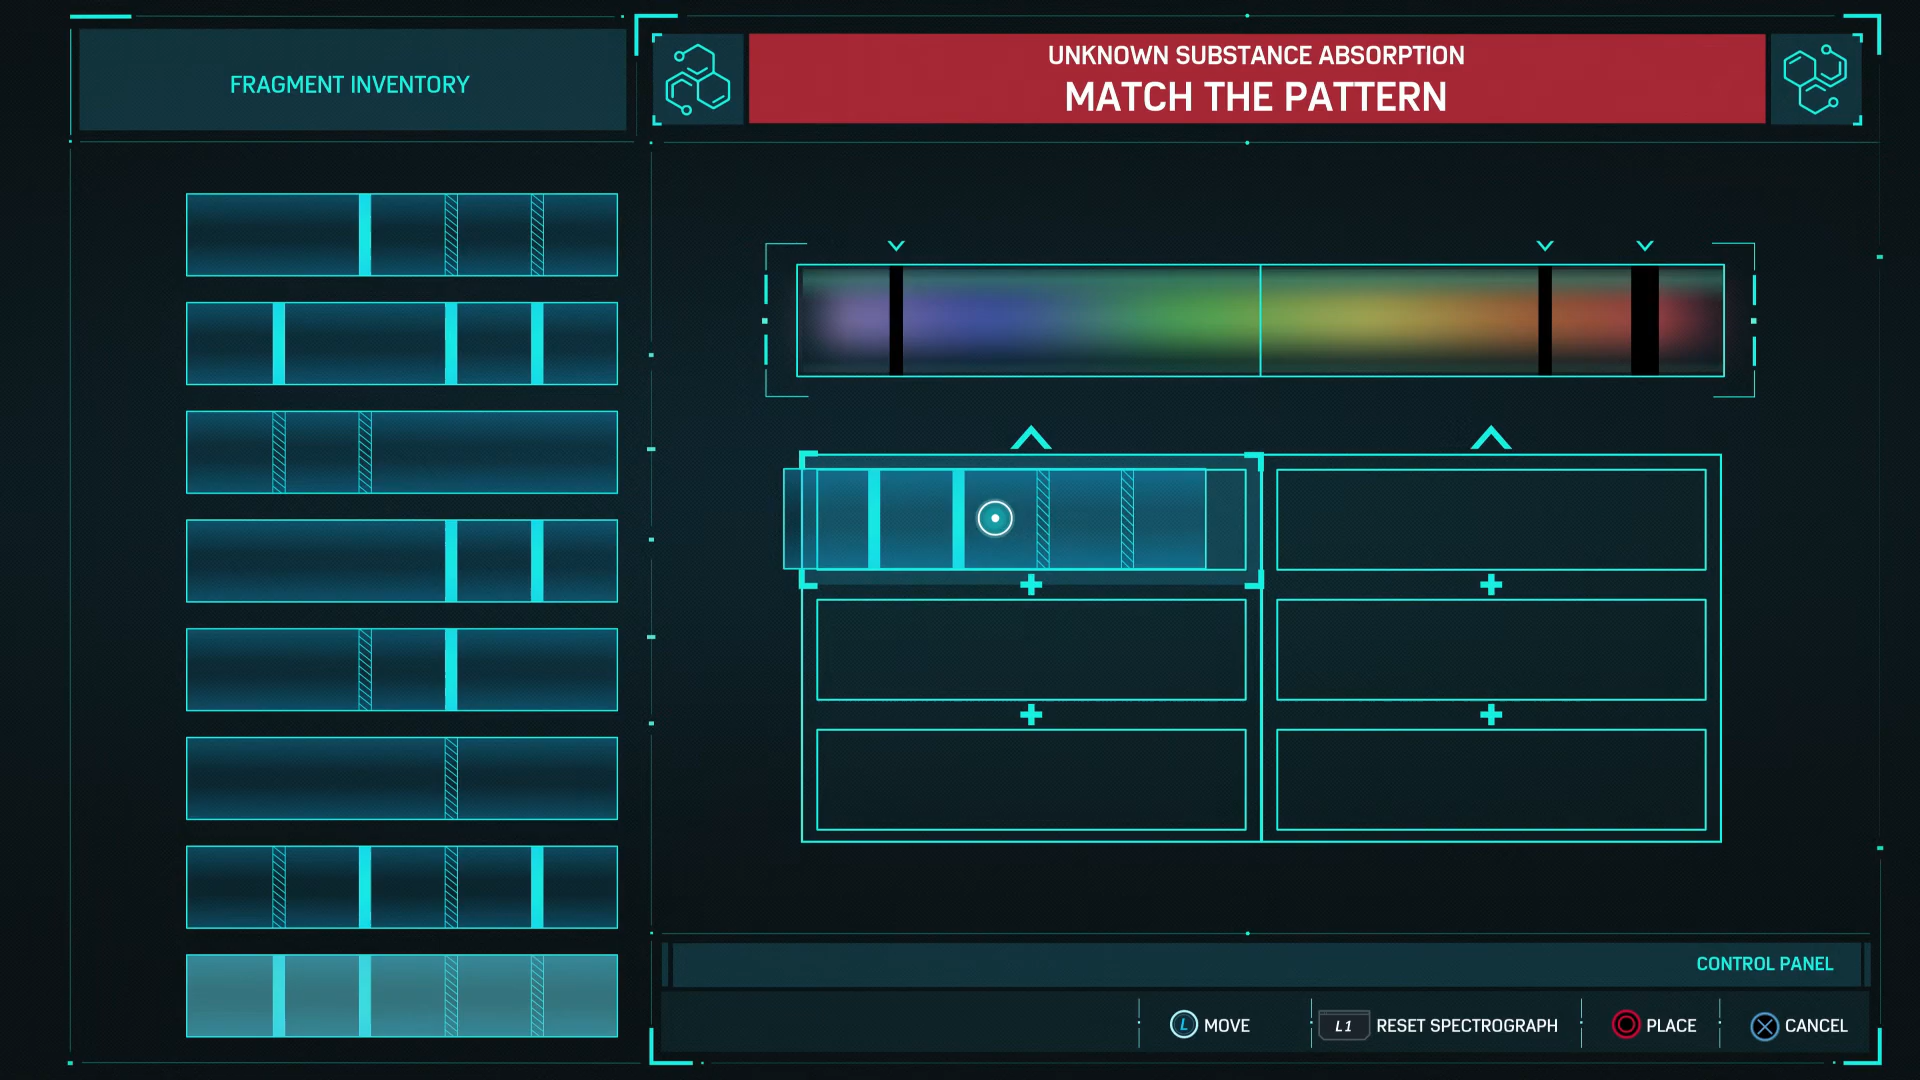 FRAGMENT INVENTORY
UNKNOWN SUBSTANCE ABSORPTION
MATCH THE PATTERN
CONTROL PANEL
L MOVE
L1 RESET SPECTROGRAPH
PLACE
CANCEL